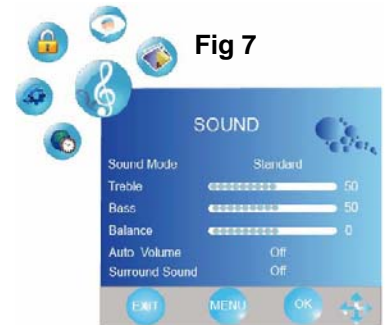 Fig 7
SOUND
Sound Mode Standard
Treble 50
Bass 50
Balance 0
Auto Volume Off
Surround Sound Off
EXIT MENU OK